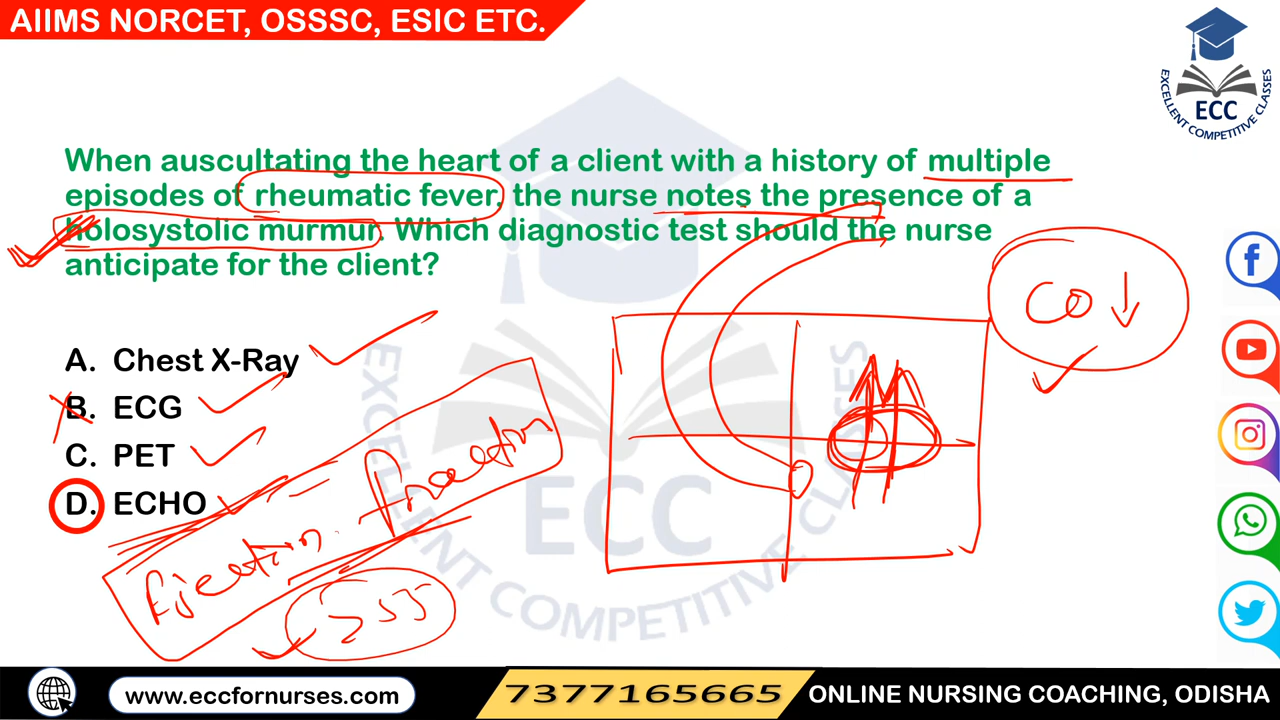 AIIMS NORCET, OSSSC, ESIC ETC.
EXCELLENT COMPETITIVE CLASSES
ECC
When auscultating the heart of a client with a history of multiple
episodes of rheumatic fever, the nurse notes the presence of a
holosystolic murmur. Which diagnostic test should the nurse
anticipate for the client?
CO ↓
A. Chest X-Ray
B. ECG
C. PET
D. ECHO
Ejection fraction
EXCELLENT COMPETITIVE CLASSES
ECC
www.eccfornurses.com
7377165665
ONLINE NURSING COACHING, ODISHA